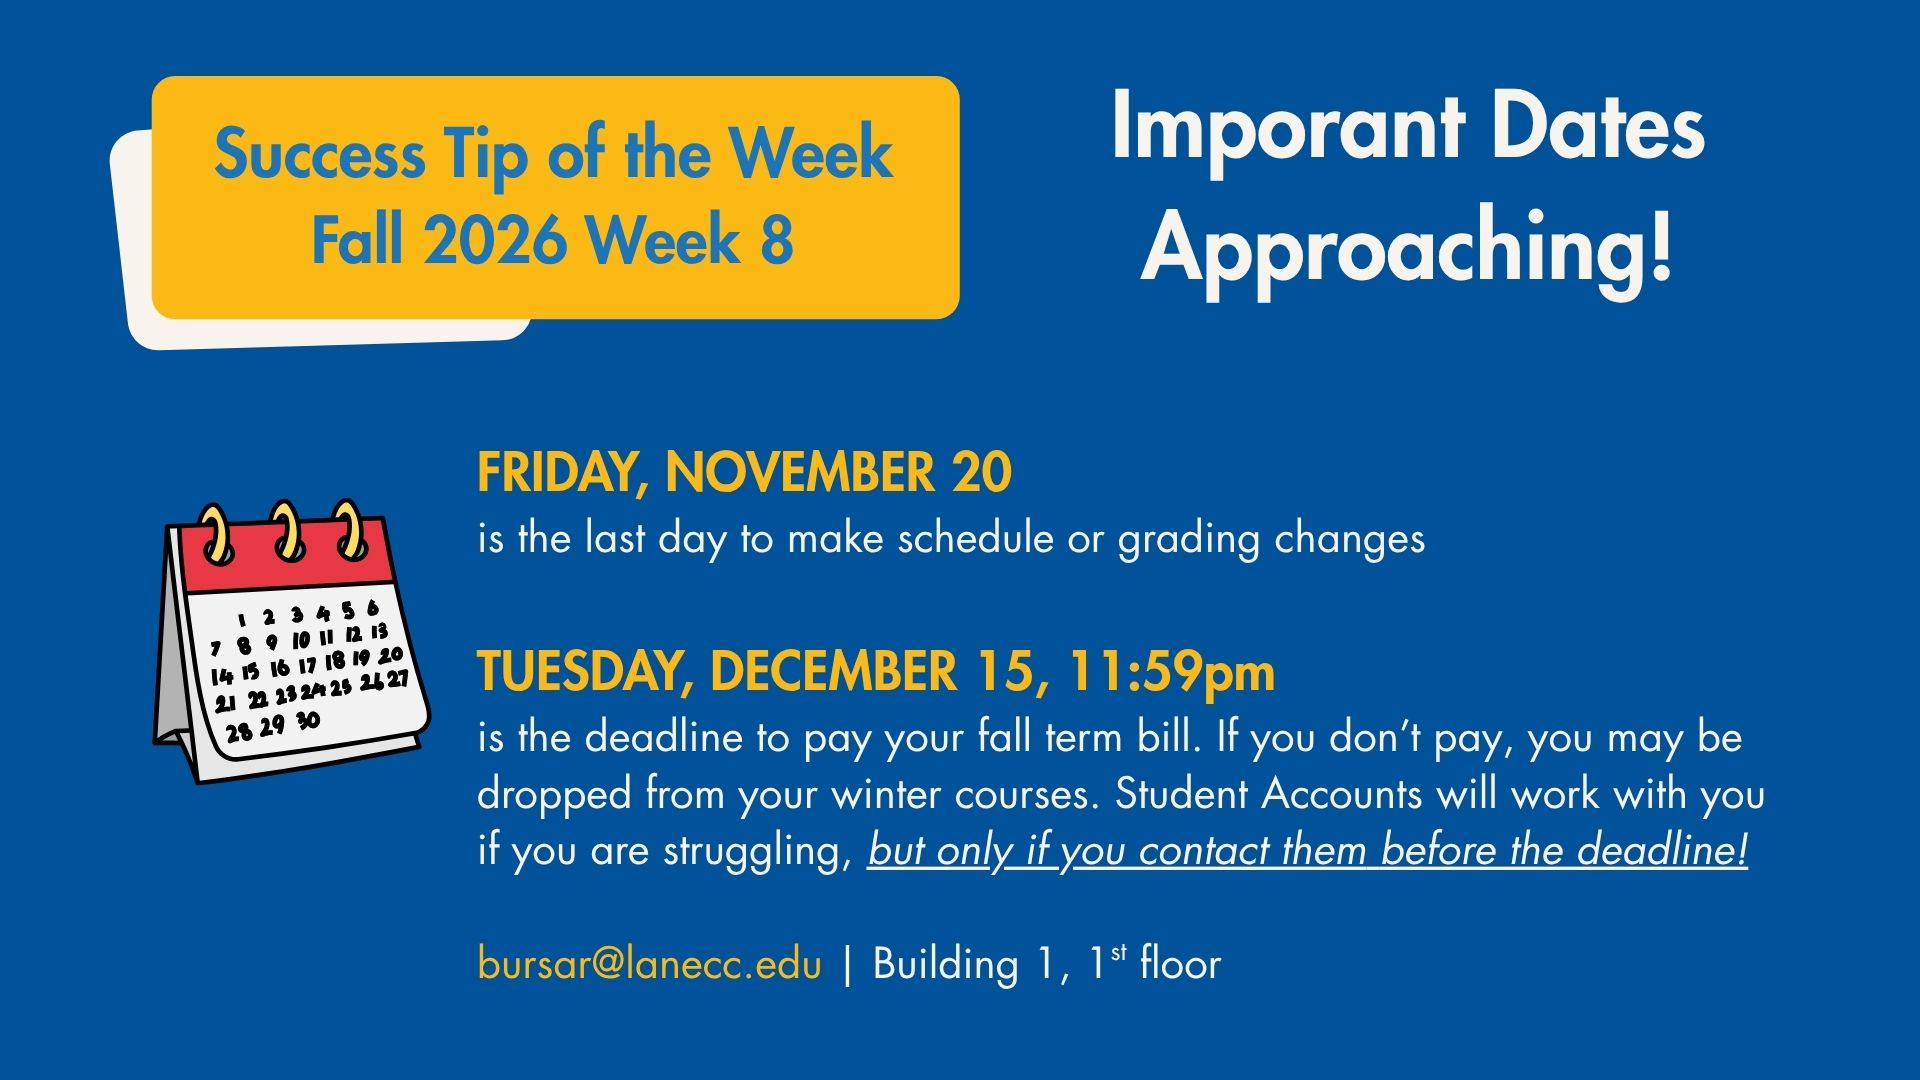 Success Tip of the Week
Fall 2026 Week 8
Imporant Dates
Approaching!
FRIDAY, NOVEMBER 20
is the last day to make schedule or grading changes
1 2 3 4 5 6
7 8 9 10 11 12 13
14 15 16 17 18 19 20
21 22 23 24 25 26 27
28 29 30
TUESDAY, DECEMBER 15, 11:59pm
is the deadline to pay your fall term bill. If you don’t pay, you may be
dropped from your winter courses. Student Accounts will work with you
if you are struggling, but only if you contact them before the deadline!
bursar@lanecc.edu | Building 1, 1st floor